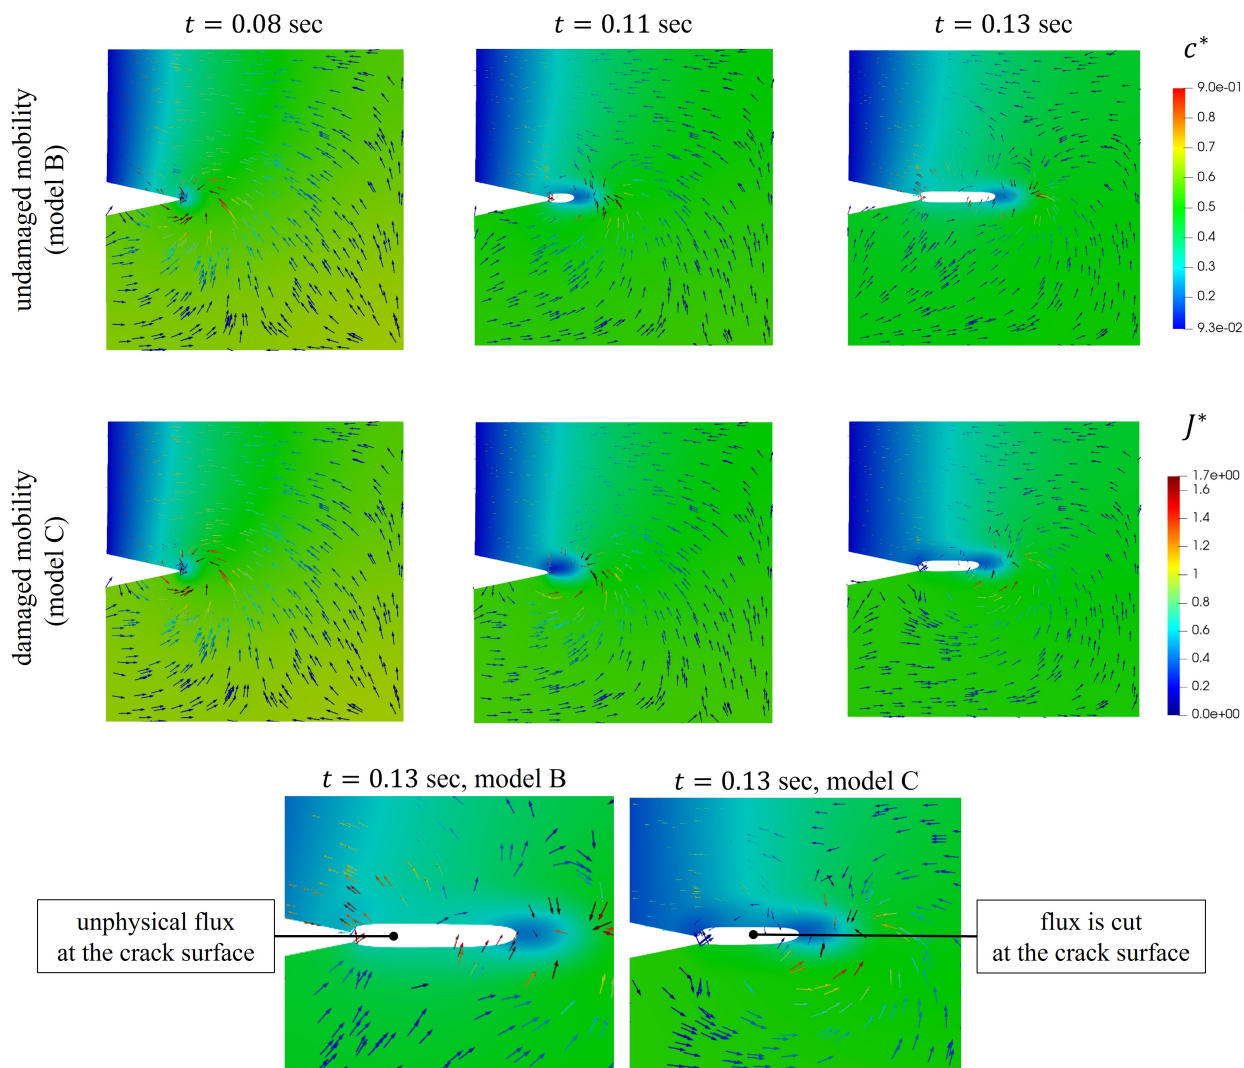 t = 0.08 sec
t = 0.11 sec
t = 0.13 sec
c*
undamaged mobility
(model B)
9.0e-01
0.8
0.7
0.6
0.5
0.4
0.3
0.2
9.3e-02
J*
damaged mobility
(model C)
1.7e+00
1.6
1.4
1.2
1
0.8
0.6
0.4
0.2
0.0e+00
t = 0.13 sec, model B
t = 0.13 sec, model C
unphysical flux
at the crack surface
flux is cut
at the crack surface